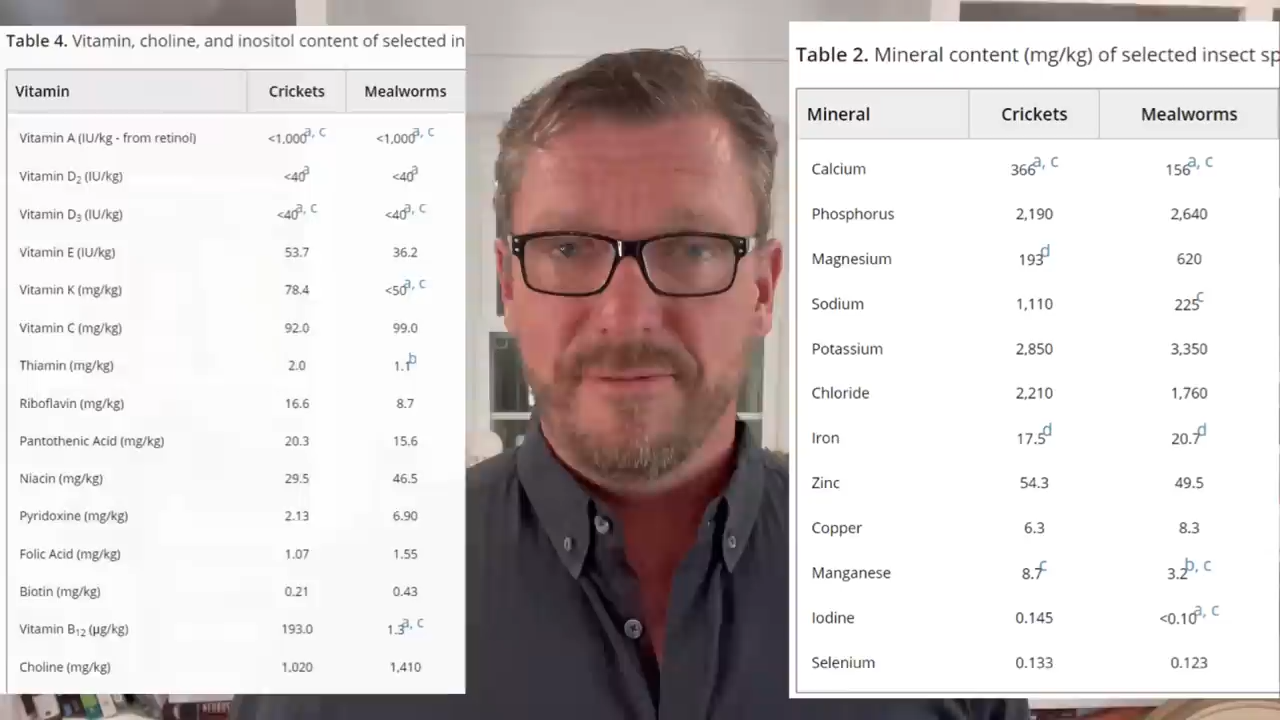 Table 4. Vitamin, choline, and inositol content of selected in
Vitamin Crickets Mealworms
Vitamin A (IU/kg - from retinol) <1,000a, c <1,000a, c
Vitamin D2 (IU/kg) <40a <40a
Vitamin D3 (IU/kg) <40a, c <40a, c
Vitamin E (IU/kg) 53.7 36.2
Vitamin K (mg/kg) 78.4 <50a, c
Vitamin C (mg/kg) 92.0 99.0
Thiamin (mg/kg) 2.0 1.1b
Riboflavin (mg/kg) 16.6 8.7
Pantothenic Acid (mg/kg) 20.3 15.6
Niacin (mg/kg) 29.5 46.5
Pyridoxine (mg/kg) 2.13 6.90
Folic Acid (mg/kg) 1.07 1.55
Biotin (mg/kg) 0.21 0.43
Vitamin B12 (µg/kg) 193.0 1.3a, c
Choline (mg/kg) 1,020 1,410
Table 2. Mineral content (mg/kg) of selected insect sp
Mineral Crickets Mealworms
Calcium 366a, c 156a, c
Phosphorus 2,190 2,640
Magnesium 193d 620
Sodium 1,110 225c
Potassium 2,850 3,350
Chloride 2,210 1,760
Iron 17.5d 20.7d
Zinc 54.3 49.5
Copper 6.3 8.3
Manganese 8.7c 3.2b, c
Iodine 0.145 <0.10a, c
Selenium 0.133 0.123